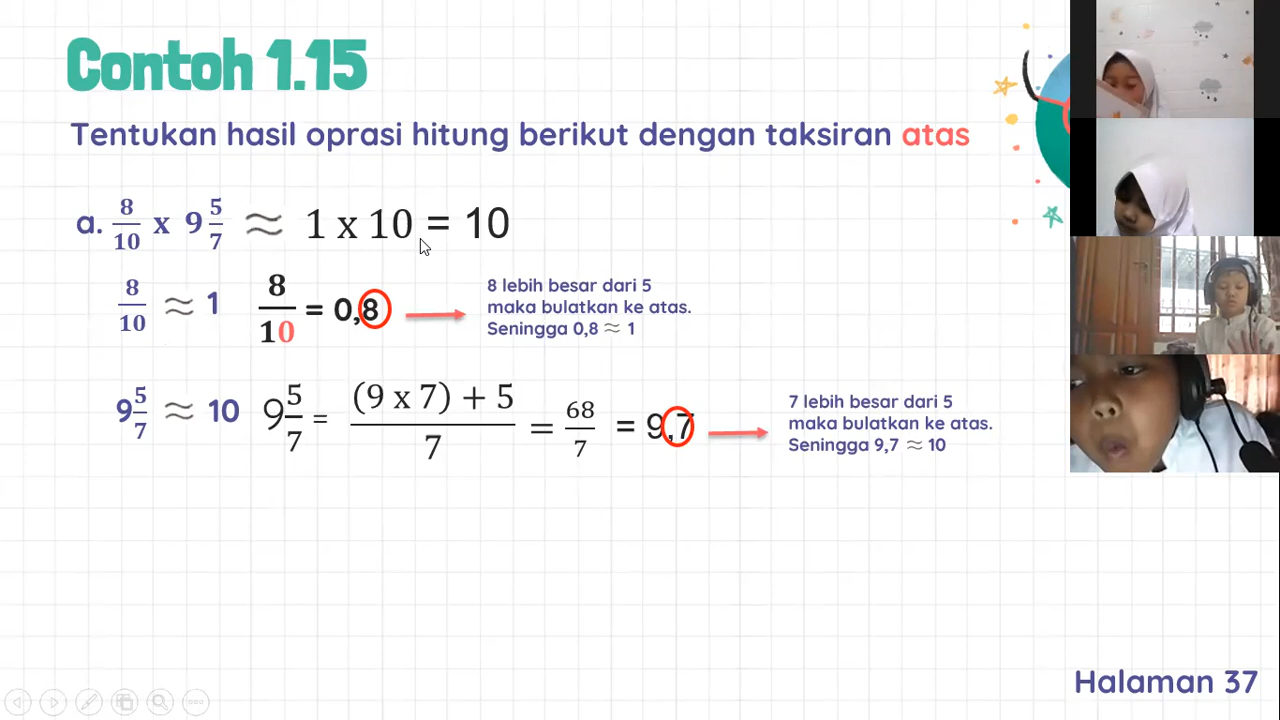 Contoh 1.15
Tentukan hasil oprasi hitung berikut dengan taksiran atas
a. 8/10 x 9 5/7 ≈ 1 x 10 = 10
8/10 ≈ 1 8/10 = 0,8
8 lebih besar dari 5
maka bulatkan ke atas.
Seningga 0,8 ≈ 1
9 5/7 ≈ 10 9 5/7 = (9 x 7) + 5 / 7 = 68/7 = 9,7
7 lebih besar dari 5
maka bulatkan ke atas.
Seningga 9,7 ≈ 10
Halaman 37